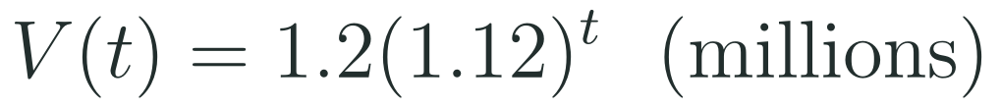 V(t) = 1.2(1.12)^t (millions)